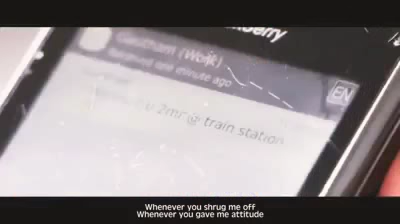 berry
(Work)
Received one minute ago
EN
u 2mr @ train station
Whenever you shrug me off
Whenever you gave me attitude